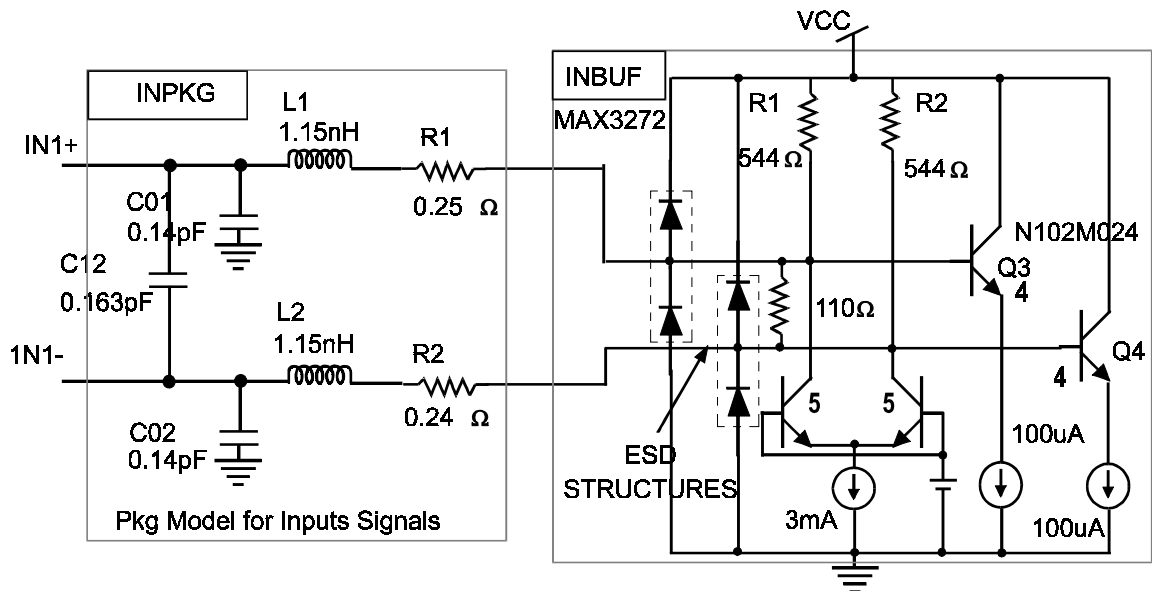 VCC
INPKG
INBUF
MAX3272
L1
1.15nH
R1
0.25 Ω
IN1+
C01
0.14pF
C12
0.163pF
L2
1.15nH
R2
0.24 Ω
1N1-
C02
0.14pF
Pkg Model for Inputs Signals
R1
544 Ω
R2
544 Ω
N102M024
Q3
4
110Ω
Q4
4
5
5
ESD
STRUCTURES
3mA
100uA
100uA